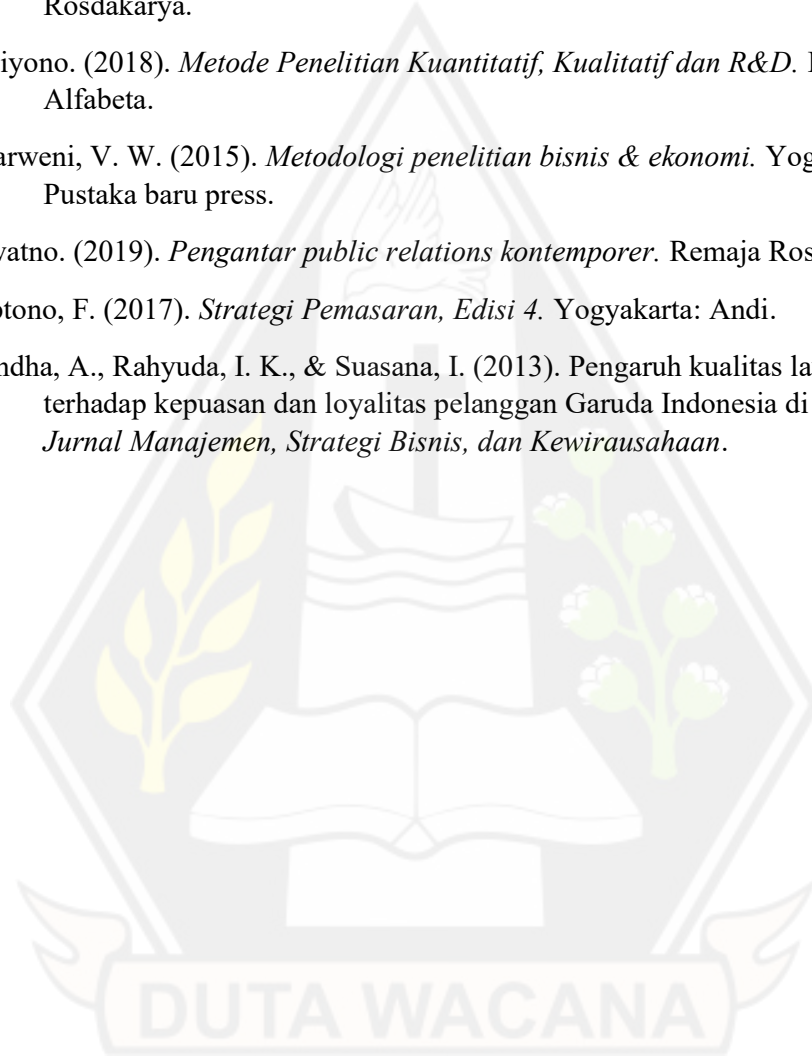 Rosdakarya.
iyono. (2018). Metode Penelitian Kuantitatif, Kualitatif dan R&D.
Alfabeta.
arweni, V. W. (2015). Metodologi penelitian bisnis & ekonomi. Yog
Pustaka baru press.
yatno. (2019). Pengantar public relations kontemporer. Remaja Ros
otono, F. (2017). Strategi Pemasaran, Edisi 4. Yogyakarta: Andi.
ndha, A., Rahyuda, I. K., & Suasana, I. (2013). Pengaruh kualitas la
terhadap kepuasan dan loyalitas pelanggan Garuda Indonesia di
Jurnal Manajemen, Strategi Bisnis, dan Kewirausahaan.
DUTA WACANA